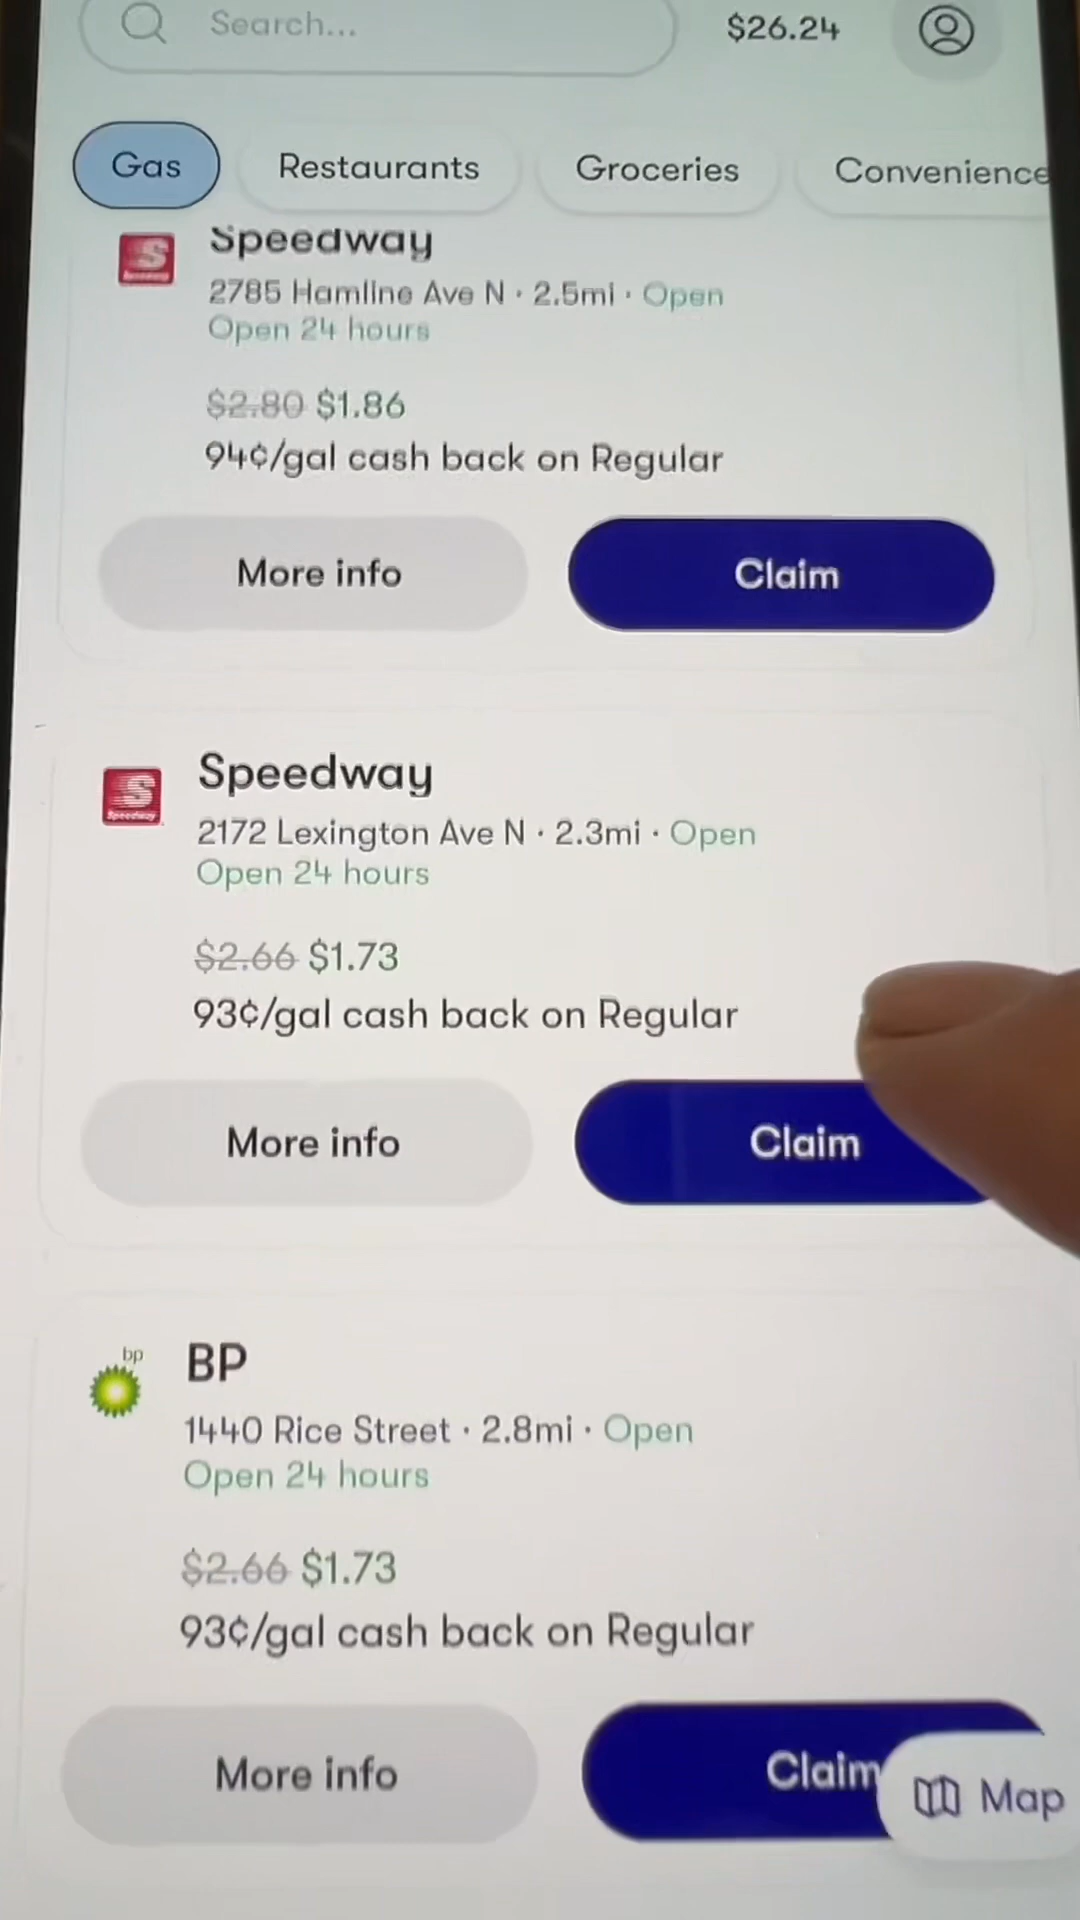 Search...
$26.24
Gas
Restaurants
Groceries
Convenience
Speedway
2785 Hamline Ave N · 2.5mi · Open
Open 24 hours
$2.80 $1.86
94¢/gal cash back on Regular
More info
Claim
Speedway
Speedway
2172 Lexington Ave N · 2.3mi · Open
Open 24 hours
$2.66 $1.73
93¢/gal cash back on Regular
More info
Claim
bp
BP
1440 Rice Street · 2.8mi · Open
Open 24 hours
$2.66 $1.73
93¢/gal cash back on Regular
More info
Claim
Map